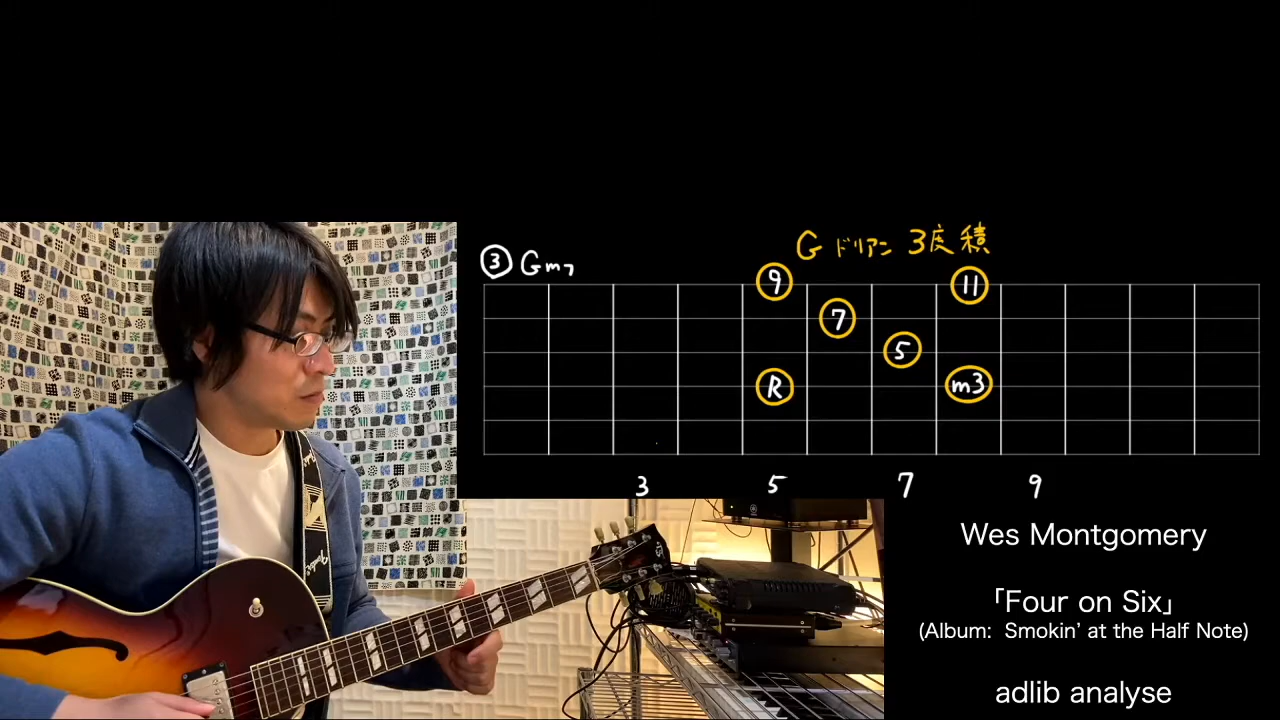 G ドリアン 3度積
③ Gm7
9 11
7
5
R m3
3 5 7 9
Wes Montgomery
「Four on Six」
(Album: Smokin' at the Half Note)
adlib analyse